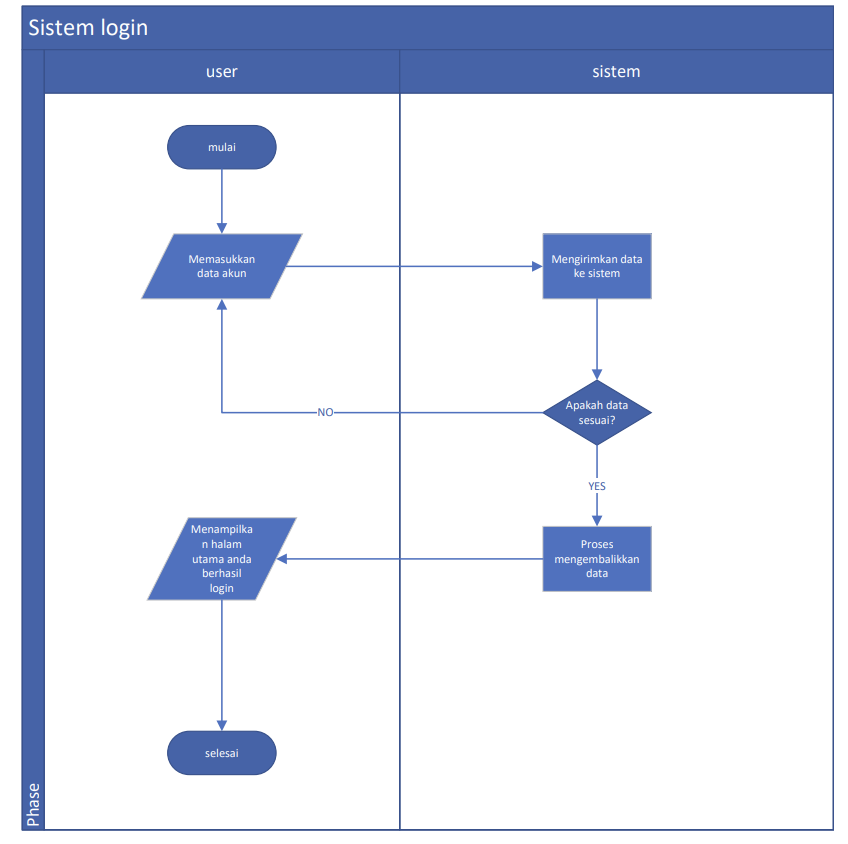 Sistem login
user
sistem
mulai
Memasukkan
data akun
Mengirimkan data
ke sistem
Apakah data
sesuai?
NO
YES
Menampilka
n halam
utama anda
berhasil
login
Proses
mengembalikkan
data
selesai
Phase